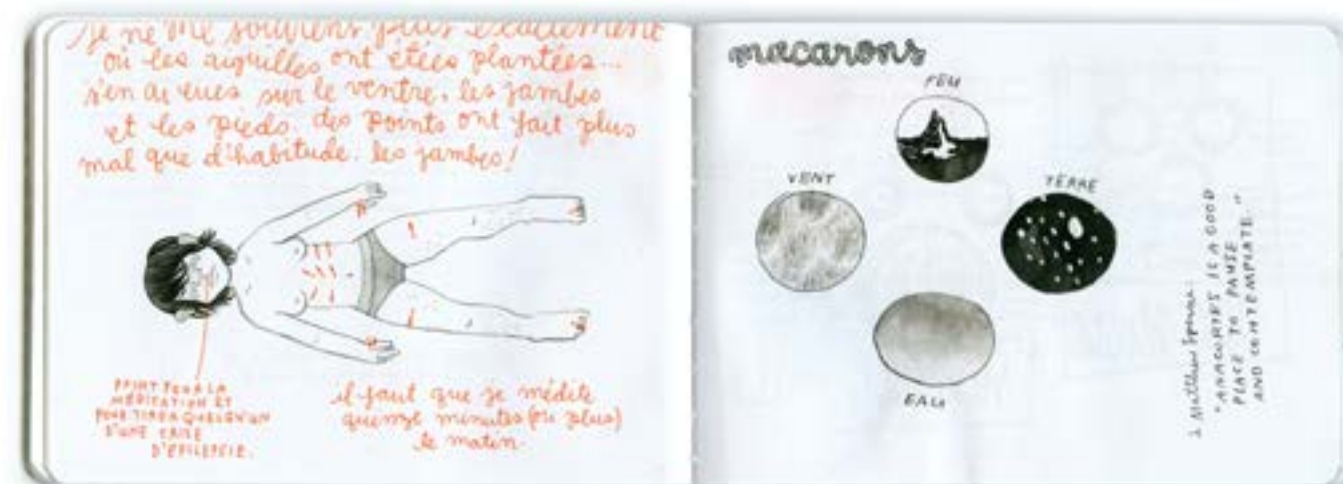 je ne me souviens plus exactement
où les aiguilles ont étées plantées...
j'en ai eues sur le ventre, les jambes
et les pieds. des points ont fait plus
mal que d'habitude. les jambes!
POINT POUR LA
MÉDITATION ET
POUR TIRER QUELQU'UN
D'UNE CRISE
D'ÉPILEPSIE.
il faut que je médite
quinze minutes (ou plus)
le matin.
macarons
FEU
VENT
TERRE
EAU
Matthew
"ANACORTES IS A GOOD
PLACE TO PAUSE
AND CONTEMPLATE."